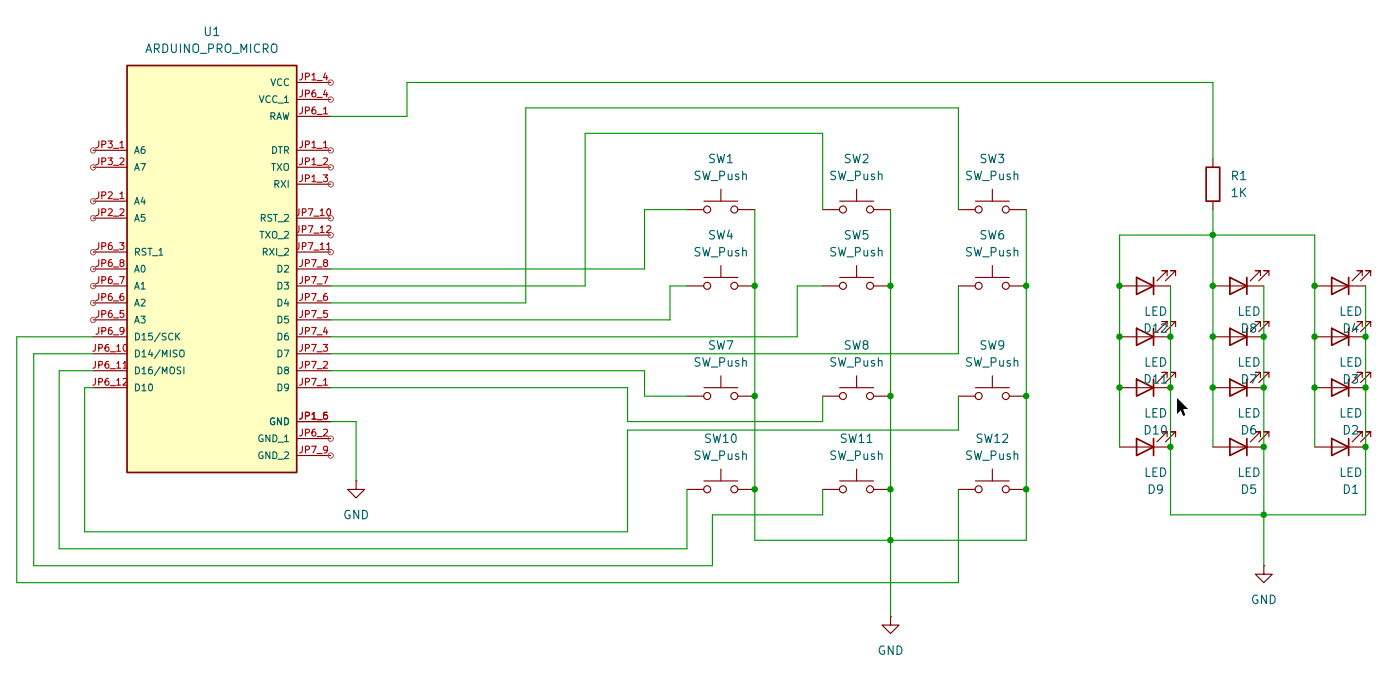 U1
ARDUINO_PRO_MICRO
VCC JP1_4
VCC_1 JP6_4
RAW JP6_1
JP3_1 A6 DTR JP1_1
JP3_2 A7 TXO JP1_2
RXI JP1_3
JP2_1 A4
JP2_2 A5 RST_2 JP7_10
TXO_2 JP7_12
JP6_3 RST_1 RXI_2 JP7_11
JP6_8 A0 D2 JP7_8
JP6_7 A1 D3 JP7_7
JP6_6 A2 D4 JP7_6
JP6_5 A3 D5 JP7_5
JP6_9 D15/SCK D6 JP7_4
JP6_10 D14/MISO D7 JP7_3
JP6_11 D16/MOSI D8 JP7_2
JP6_12 D10 D9 JP7_1
GND
GND_1 JP6_2
GND_2 JP7_9
GND
SW1 SW2 SW3
SW_Push SW_Push SW_Push
SW4 SW5 SW6
SW_Push SW_Push SW_Push
SW7 SW8 SW9
SW_Push SW_Push SW_Push
SW10 SW11 SW12
SW_Push SW_Push SW_Push
GND
R1
1K
LED LED LED
D12 D8 D4
LED LED LED
D11 D7 D3
LED LED LED
D10 D6 D2
LED LED LED
D9 D5 D1
GND